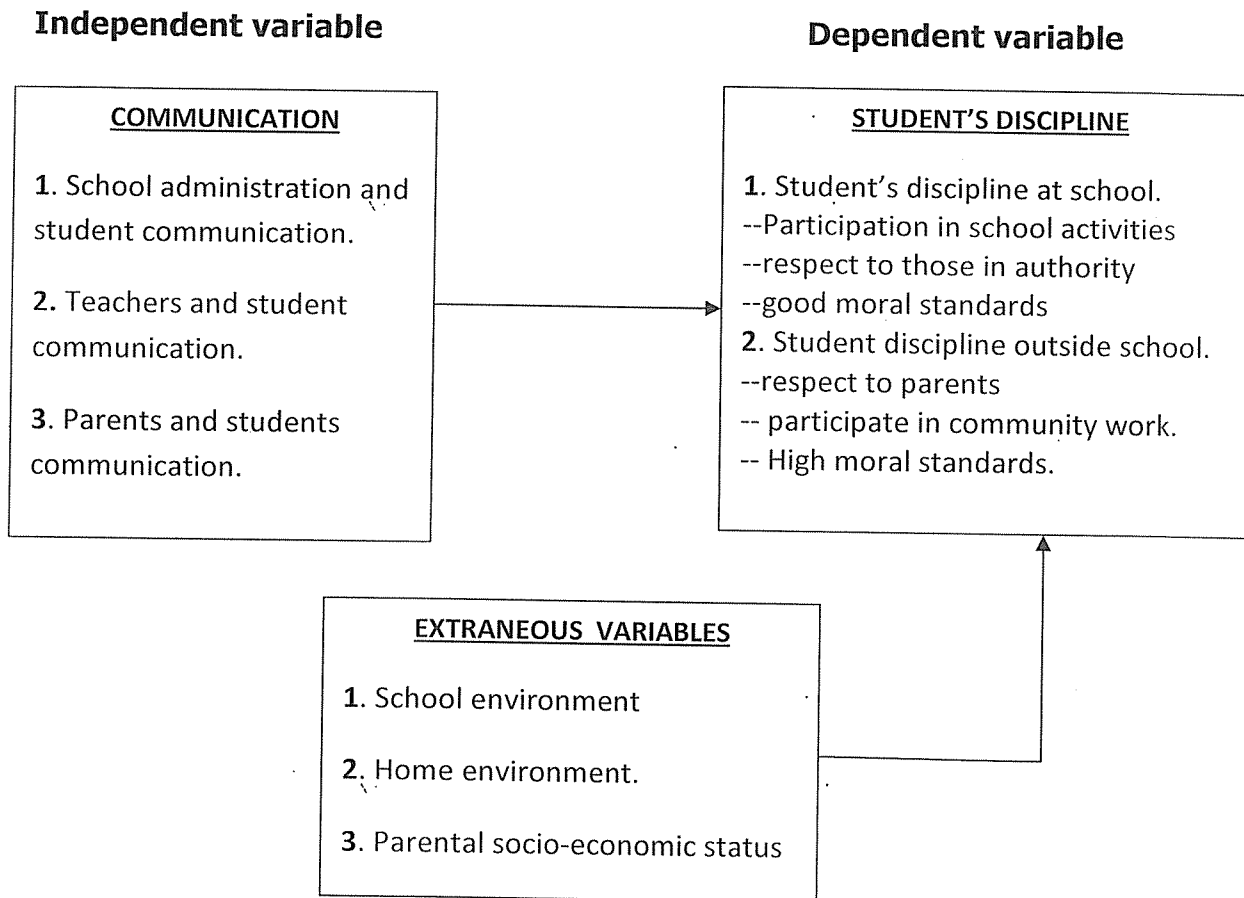 Independent variable
Dependent variable
COMMUNICATION
1. School administration and
student communication.
2. Teachers and student
communication.
3. Parents and students
communication.
STUDENT'S DISCIPLINE
1. Student's discipline at school.
--Participation in school activities
--respect to those in authority
--good moral standards
2. Student discipline outside school.
--respect to parents
-- participate in community work.
-- High moral standards.
EXTRANEOUS VARIABLES
1. School environment
2. Home environment.
3. Parental socio-economic status